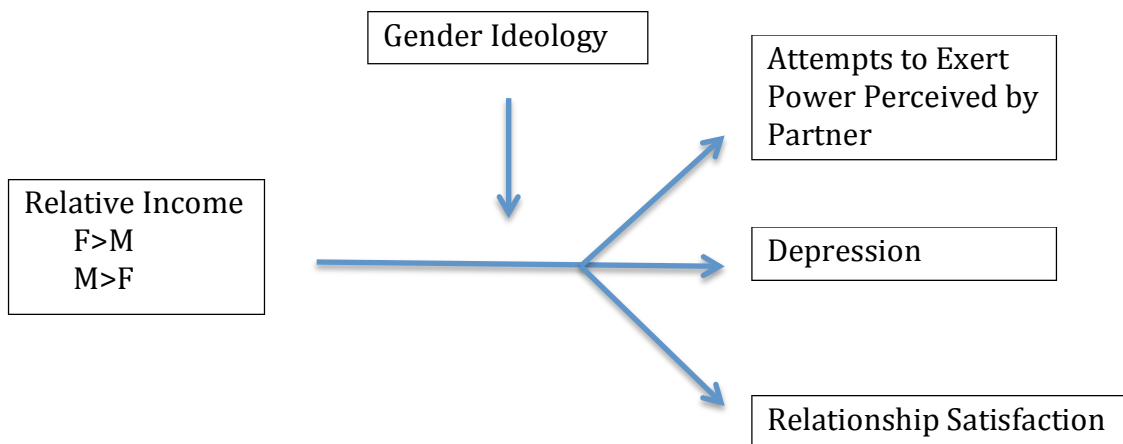 Gender Ideology
Attempts to Exert
Power Perceived by
Partner
Relative Income
F>M
M>F
Depression
Relationship Satisfaction